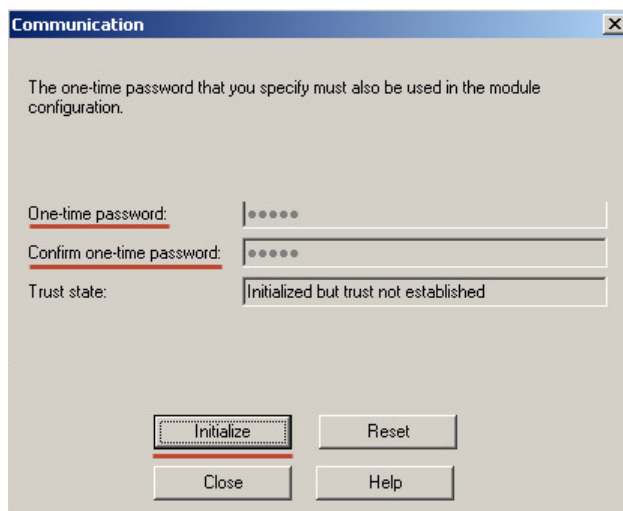 Communication
The one-time password that you specify must also be used in the module
configuration.
One-time password:
●●●●●
Confirm one-time password:
●●●●●
Trust state:
Initialized but trust not established
Initialize
Reset
Close
Help